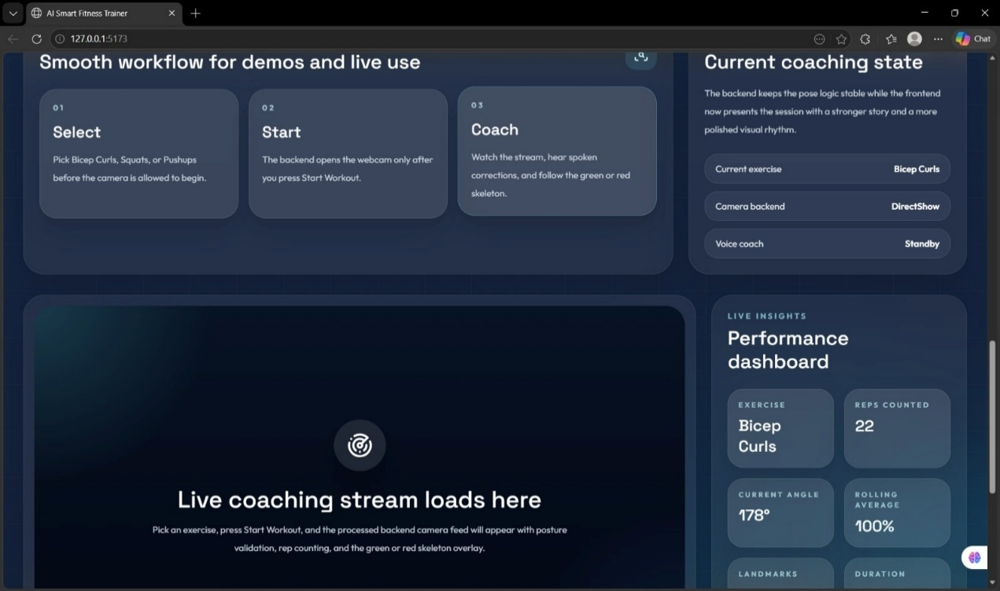 AI Smart Fitness Trainer
127.0.0.1:5173
Chat
Smooth workflow for demos and live use
01
Select
Pick Bicep Curls, Squats, or Pushups
before the camera is allowed to begin.
02
Start
The backend opens the webcam only after
you press Start Workout.
03
Coach
Watch the stream, hear spoken
corrections, and follow the green or red
skeleton.
Current coaching state
The backend keeps the pose logic stable while the frontend
now presents the session with a stronger story and a more
polished visual rhythm.
Current exercise Bicep Curls
Camera backend DirectShow
Voice coach Standby
Live coaching stream loads here
Pick an exercise, press Start Workout, and the processed backend camera feed will appear with posture
validation, rep counting, and the green or red skeleton overlay.
LIVE INSIGHTS
Performance
dashboard
EXERCISE
Bicep
Curls
REPS COUNTED
22
CURRENT ANGLE
178°
ROLLING
AVERAGE
100%
LANDMARKS
DURATION